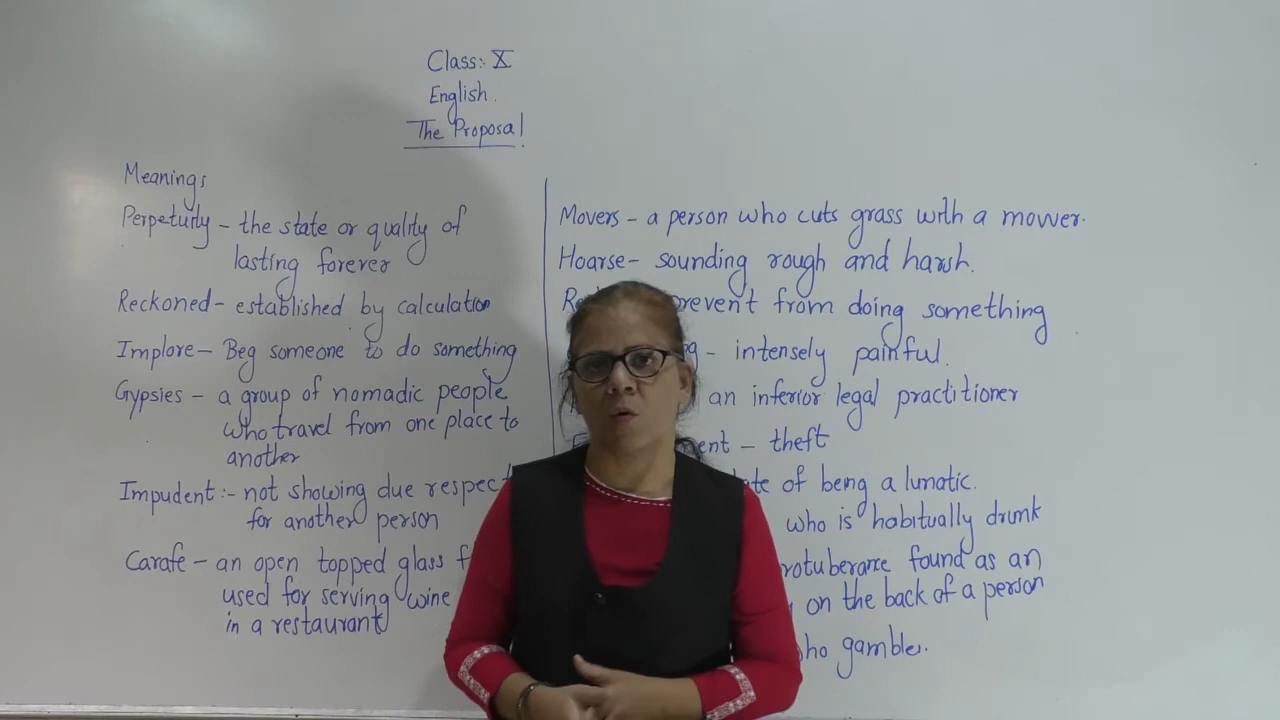 Class:- X
English.
The Proposal
Meanings
Perpetuity - the state or quality of
lasting forever
Reckoned - established by calculation
Implore - Beg someone to do something
Gypsies - a group of nomadic people
who travel from one place to
another
Impudent :- not showing due respect
for another person
Carafe - an open topped glass
used for serving wine
in a restaurant
Movers - a person who cuts grass with a mower.
Hoarse - sounding rough and harsh.
prevent from doing something
- intensely painful.
an inferior legal practitioner
- theft
of being a lunatic.
who is habitually drunk
found as an
on the back of a person
gamble.